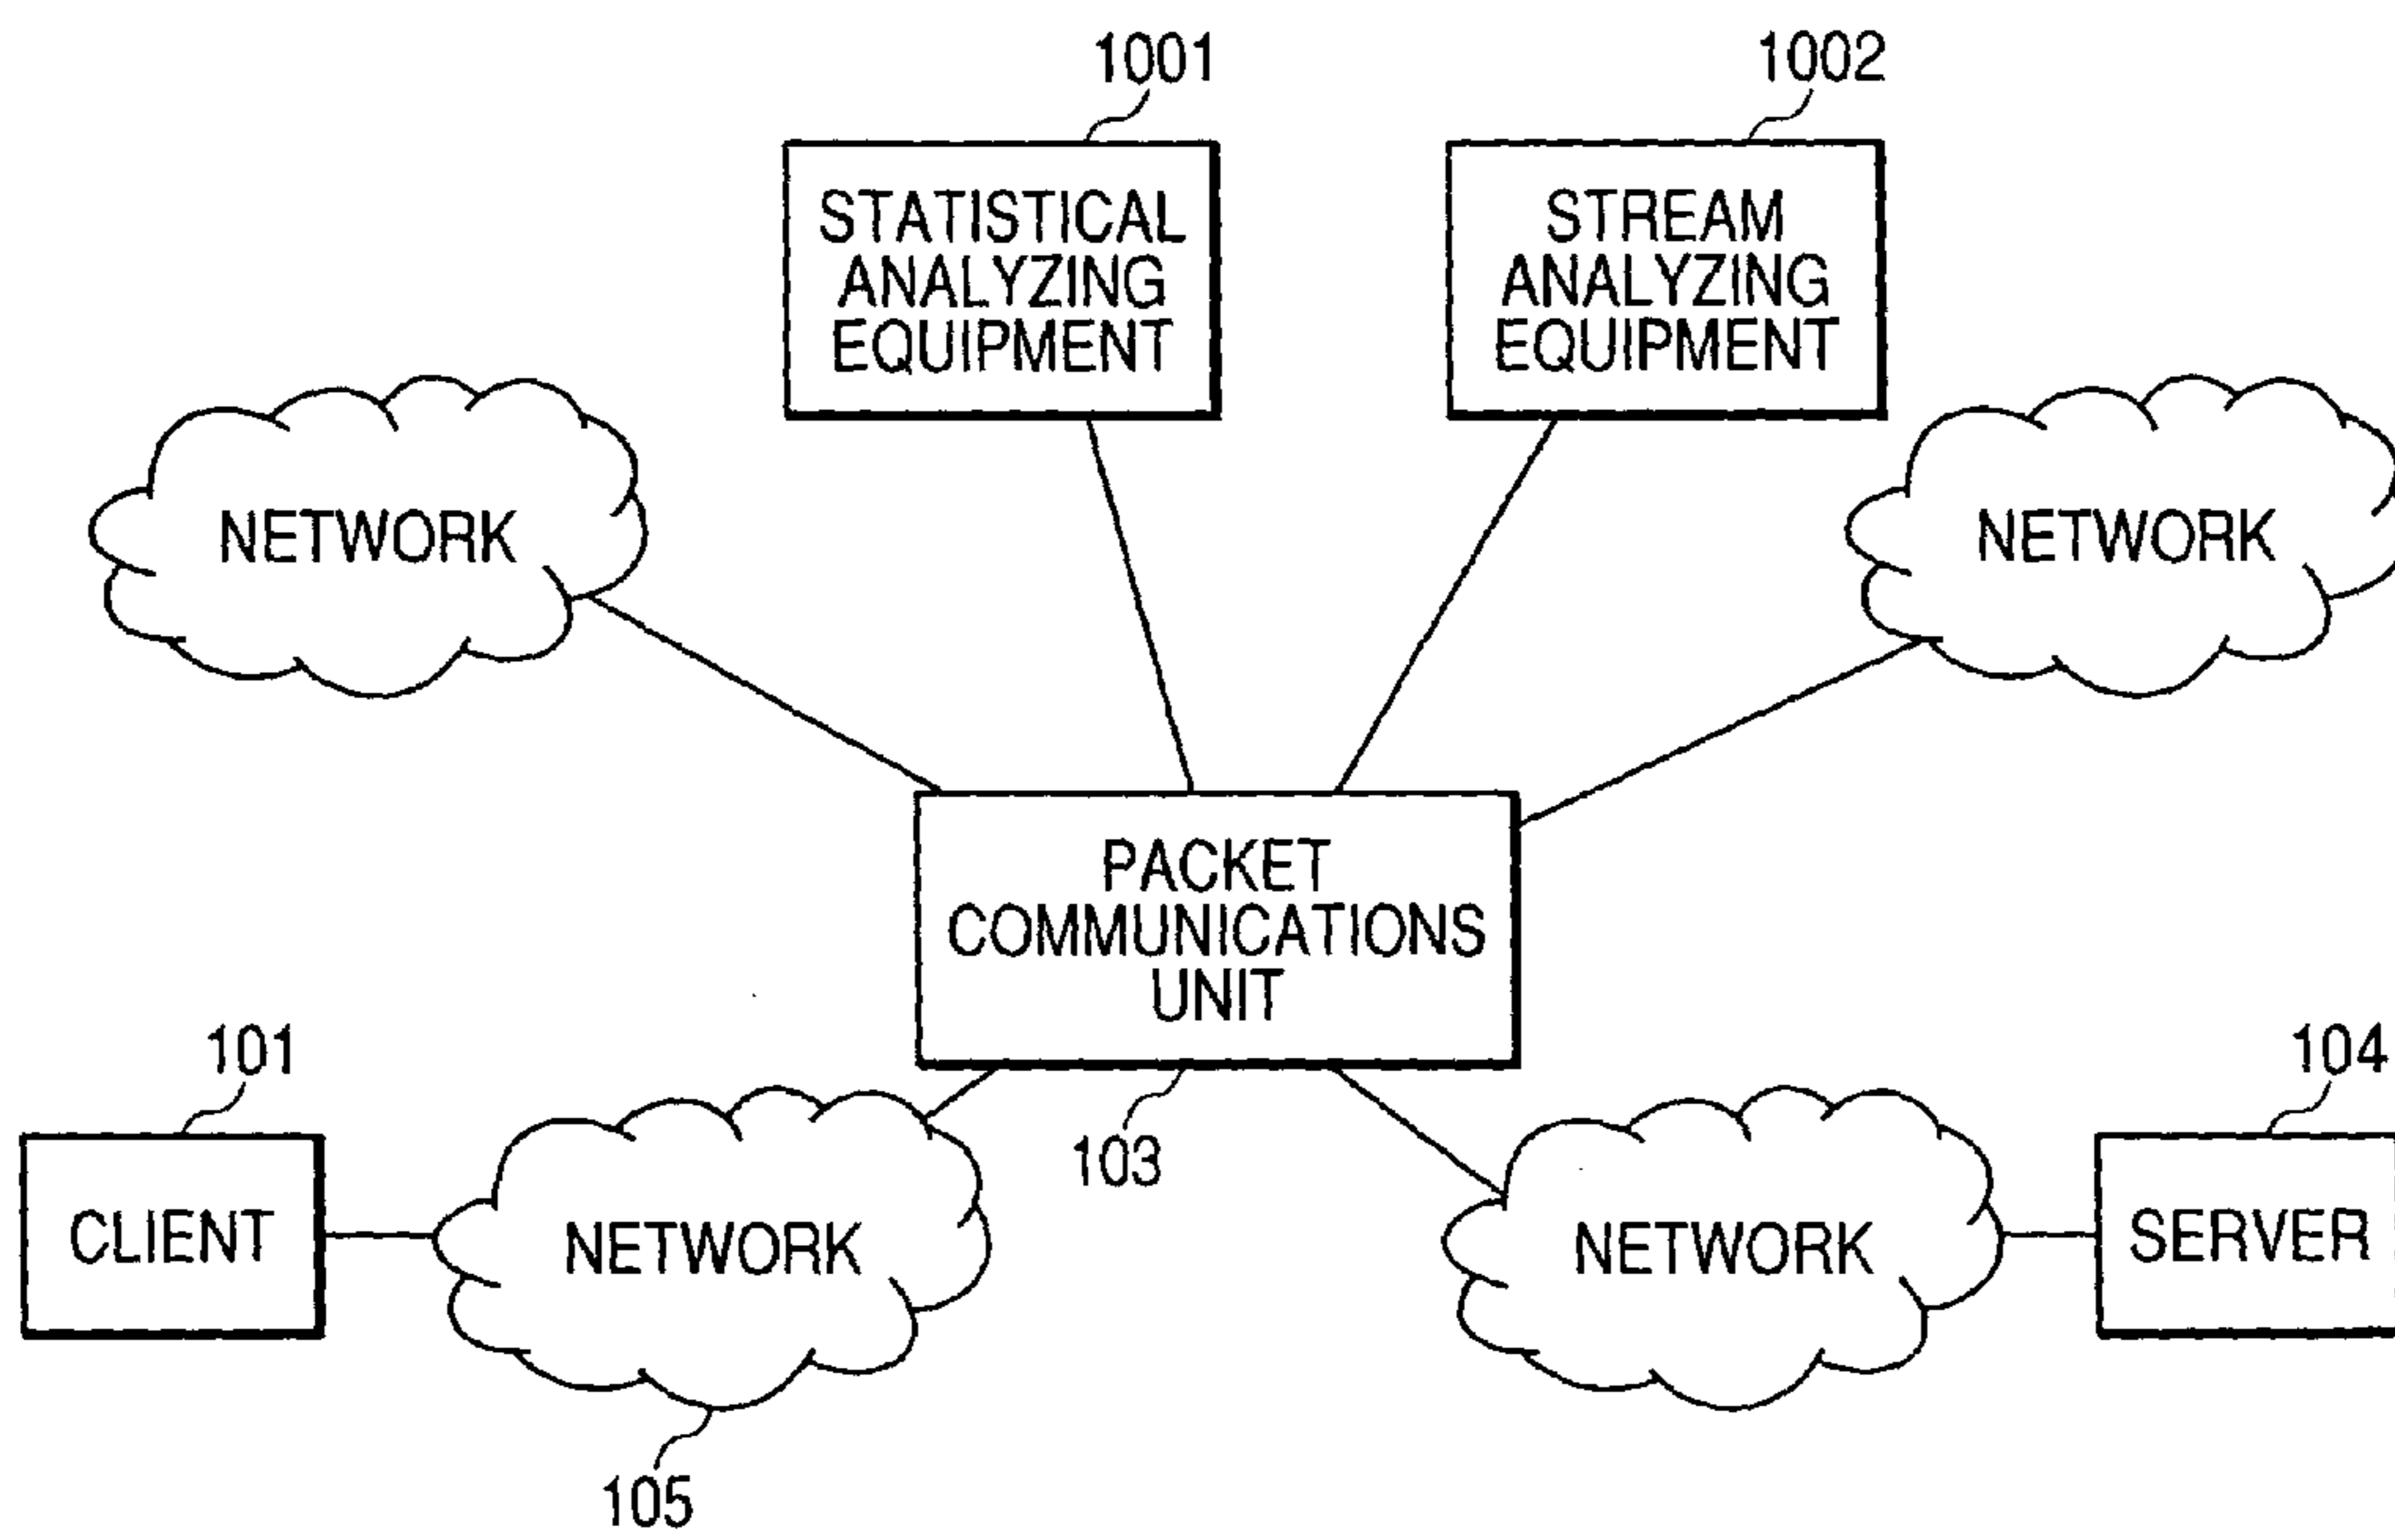 1001
1002
STATISTICAL
ANALYZING
EQUIPMENT
STREAM
ANALYZING
EQUIPMENT
NETWORK
NETWORK
PACKET
COMMUNICATIONS
UNIT
101
104
103
CLIENT
NETWORK
NETWORK
SERVER
105